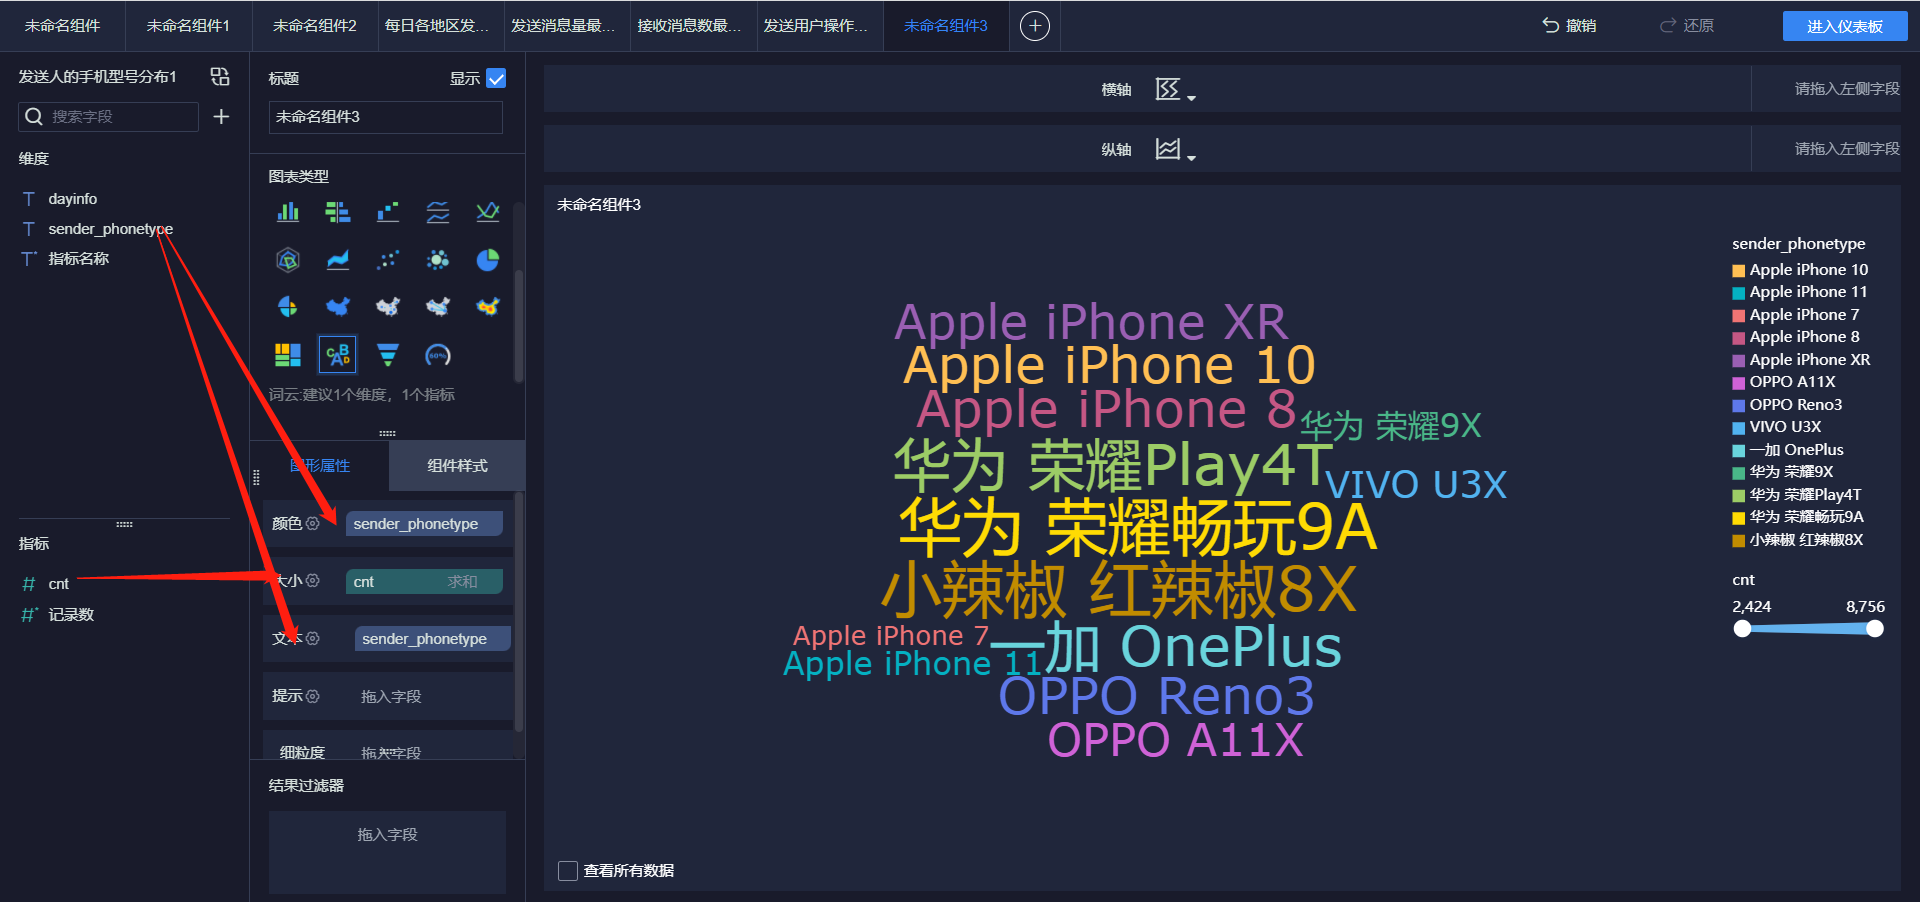 未命名组件
未命名组件1
未命名组件2
每日各地区发...
发送消息量最...
接收消息数最...
发送用户操作...
未命名组件3
撤销
还原
进入仪表板
发送人的手机型号分布1
搜索字段
维度
T dayinfo
T sender_phonetype
T* 指标名称
指标
# cnt
#* 记录数
标题
显示
未命名组件3
图表类型
C A B D
60%
词云:建议1个维度，1个指标
图形属性
组件样式
颜色
sender_phonetype
大小
cnt 求和
文本
sender_phonetype
提示
拖入字段
细粒度
拖入字段
结果过滤器
拖入字段
横轴
请拖入左侧字段
纵轴
请拖入左侧字段
未命名组件3
Apple iPhone XR
Apple iPhone 10
Apple iPhone 8
华为 荣耀9X
华为 荣耀Play4T
VIVO U3X
华为 荣耀畅玩9A
小辣椒 红辣椒8X
Apple iPhone 7
一加 OnePlus
Apple iPhone 11
OPPO Reno3
OPPO A11X
sender_phonetype
Apple iPhone 10
Apple iPhone 11
Apple iPhone 7
Apple iPhone 8
Apple iPhone XR
OPPO A11X
OPPO Reno3
VIVO U3X
一加 OnePlus
华为 荣耀9X
华为 荣耀Play4T
华为 荣耀畅玩9A
小辣椒 红辣椒8X
cnt
2,424 8,756
查看所有数据